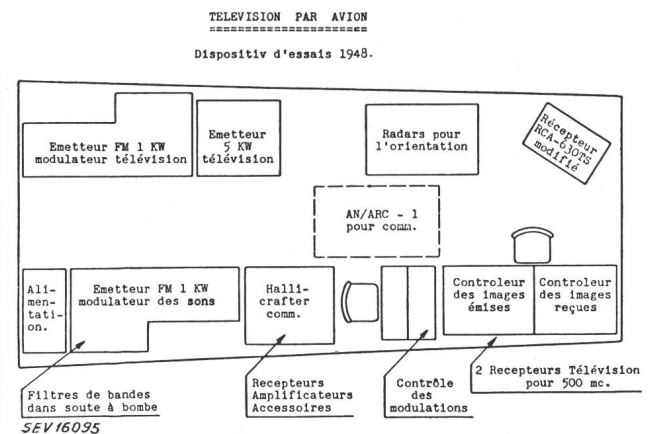 TELEVISION PAR AVION
Dispositiv d'essais 1948.
Emetteur FM 1 KW
modulateur télévision
Emetteur
5 KW
télévision
Radars pour
l'orientation
Récepteur
RCA-630TS
modifié
AN/ARC - 1
pour comm.
Ali-
men-
tati-
on.
Emetteur FM 1 KW
modulateur des sons
Halli-
crafter
comm.
Controleur
des images
émises
Controleur
des images
reçues
Filtres de bandes
dans soute à bombe
Recepteurs
Amplificateurs
Accessoires
Contrôle
des
modulations
2 Recepteurs Télévision
pour 500 mc.
SEV 16095